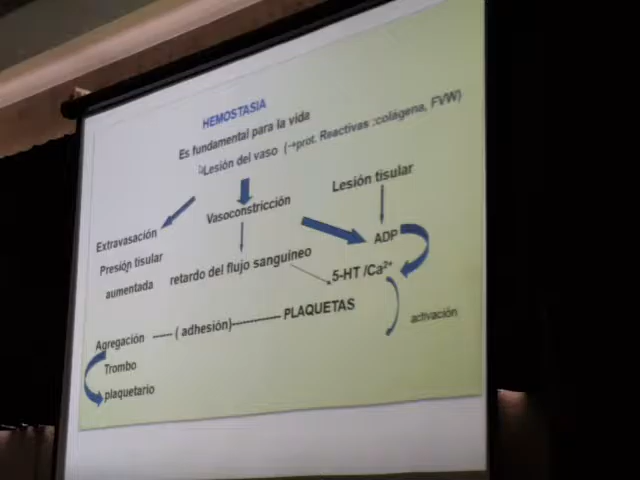 HEMOSTASIA
Es fundamental para la vida
Lesión del vaso (→prot. Reactivas :colágena, FVW)
Lesión tisular
Vasoconstricción
Extravasación
Presión tisular
aumentada
ADP
retardo del flujo sanguineo
5-HT /Ca²⁺
PLAQUETAS
activación
Agregación ------ ( adhesión)--------------
Trombo
plaquetario